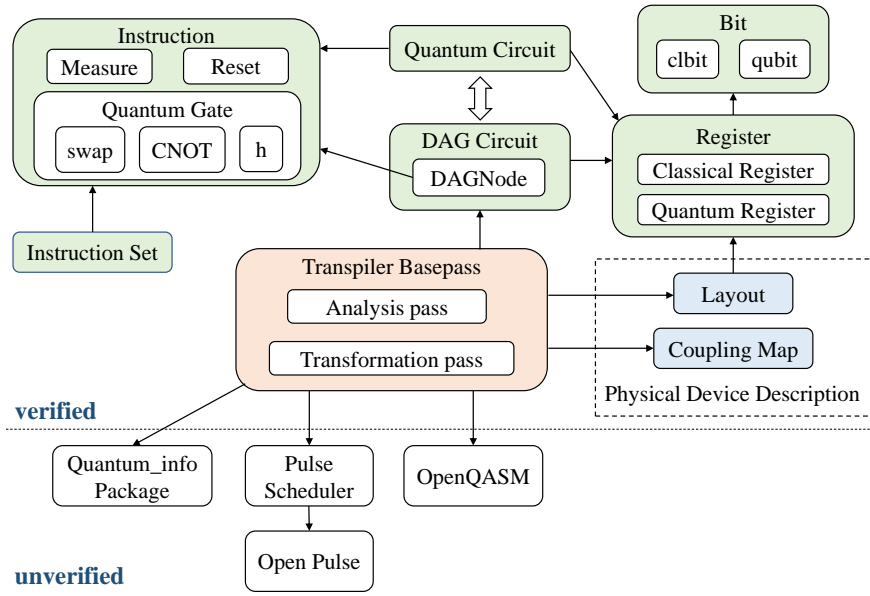 Instruction
Measure
Reset
Quantum Gate
swap
CNOT
h
Instruction Set
Quantum Circuit
DAG Circuit
DAGNode
Bit
clbit
qubit
Register
Classical Register
Quantum Register
Transpiler Basepass
Analysis pass
Transformation pass
Layout
Coupling Map
Physical Device Description
verified
Quantum_info
Package
Pulse
Scheduler
OpenQASM
Open Pulse
unverified